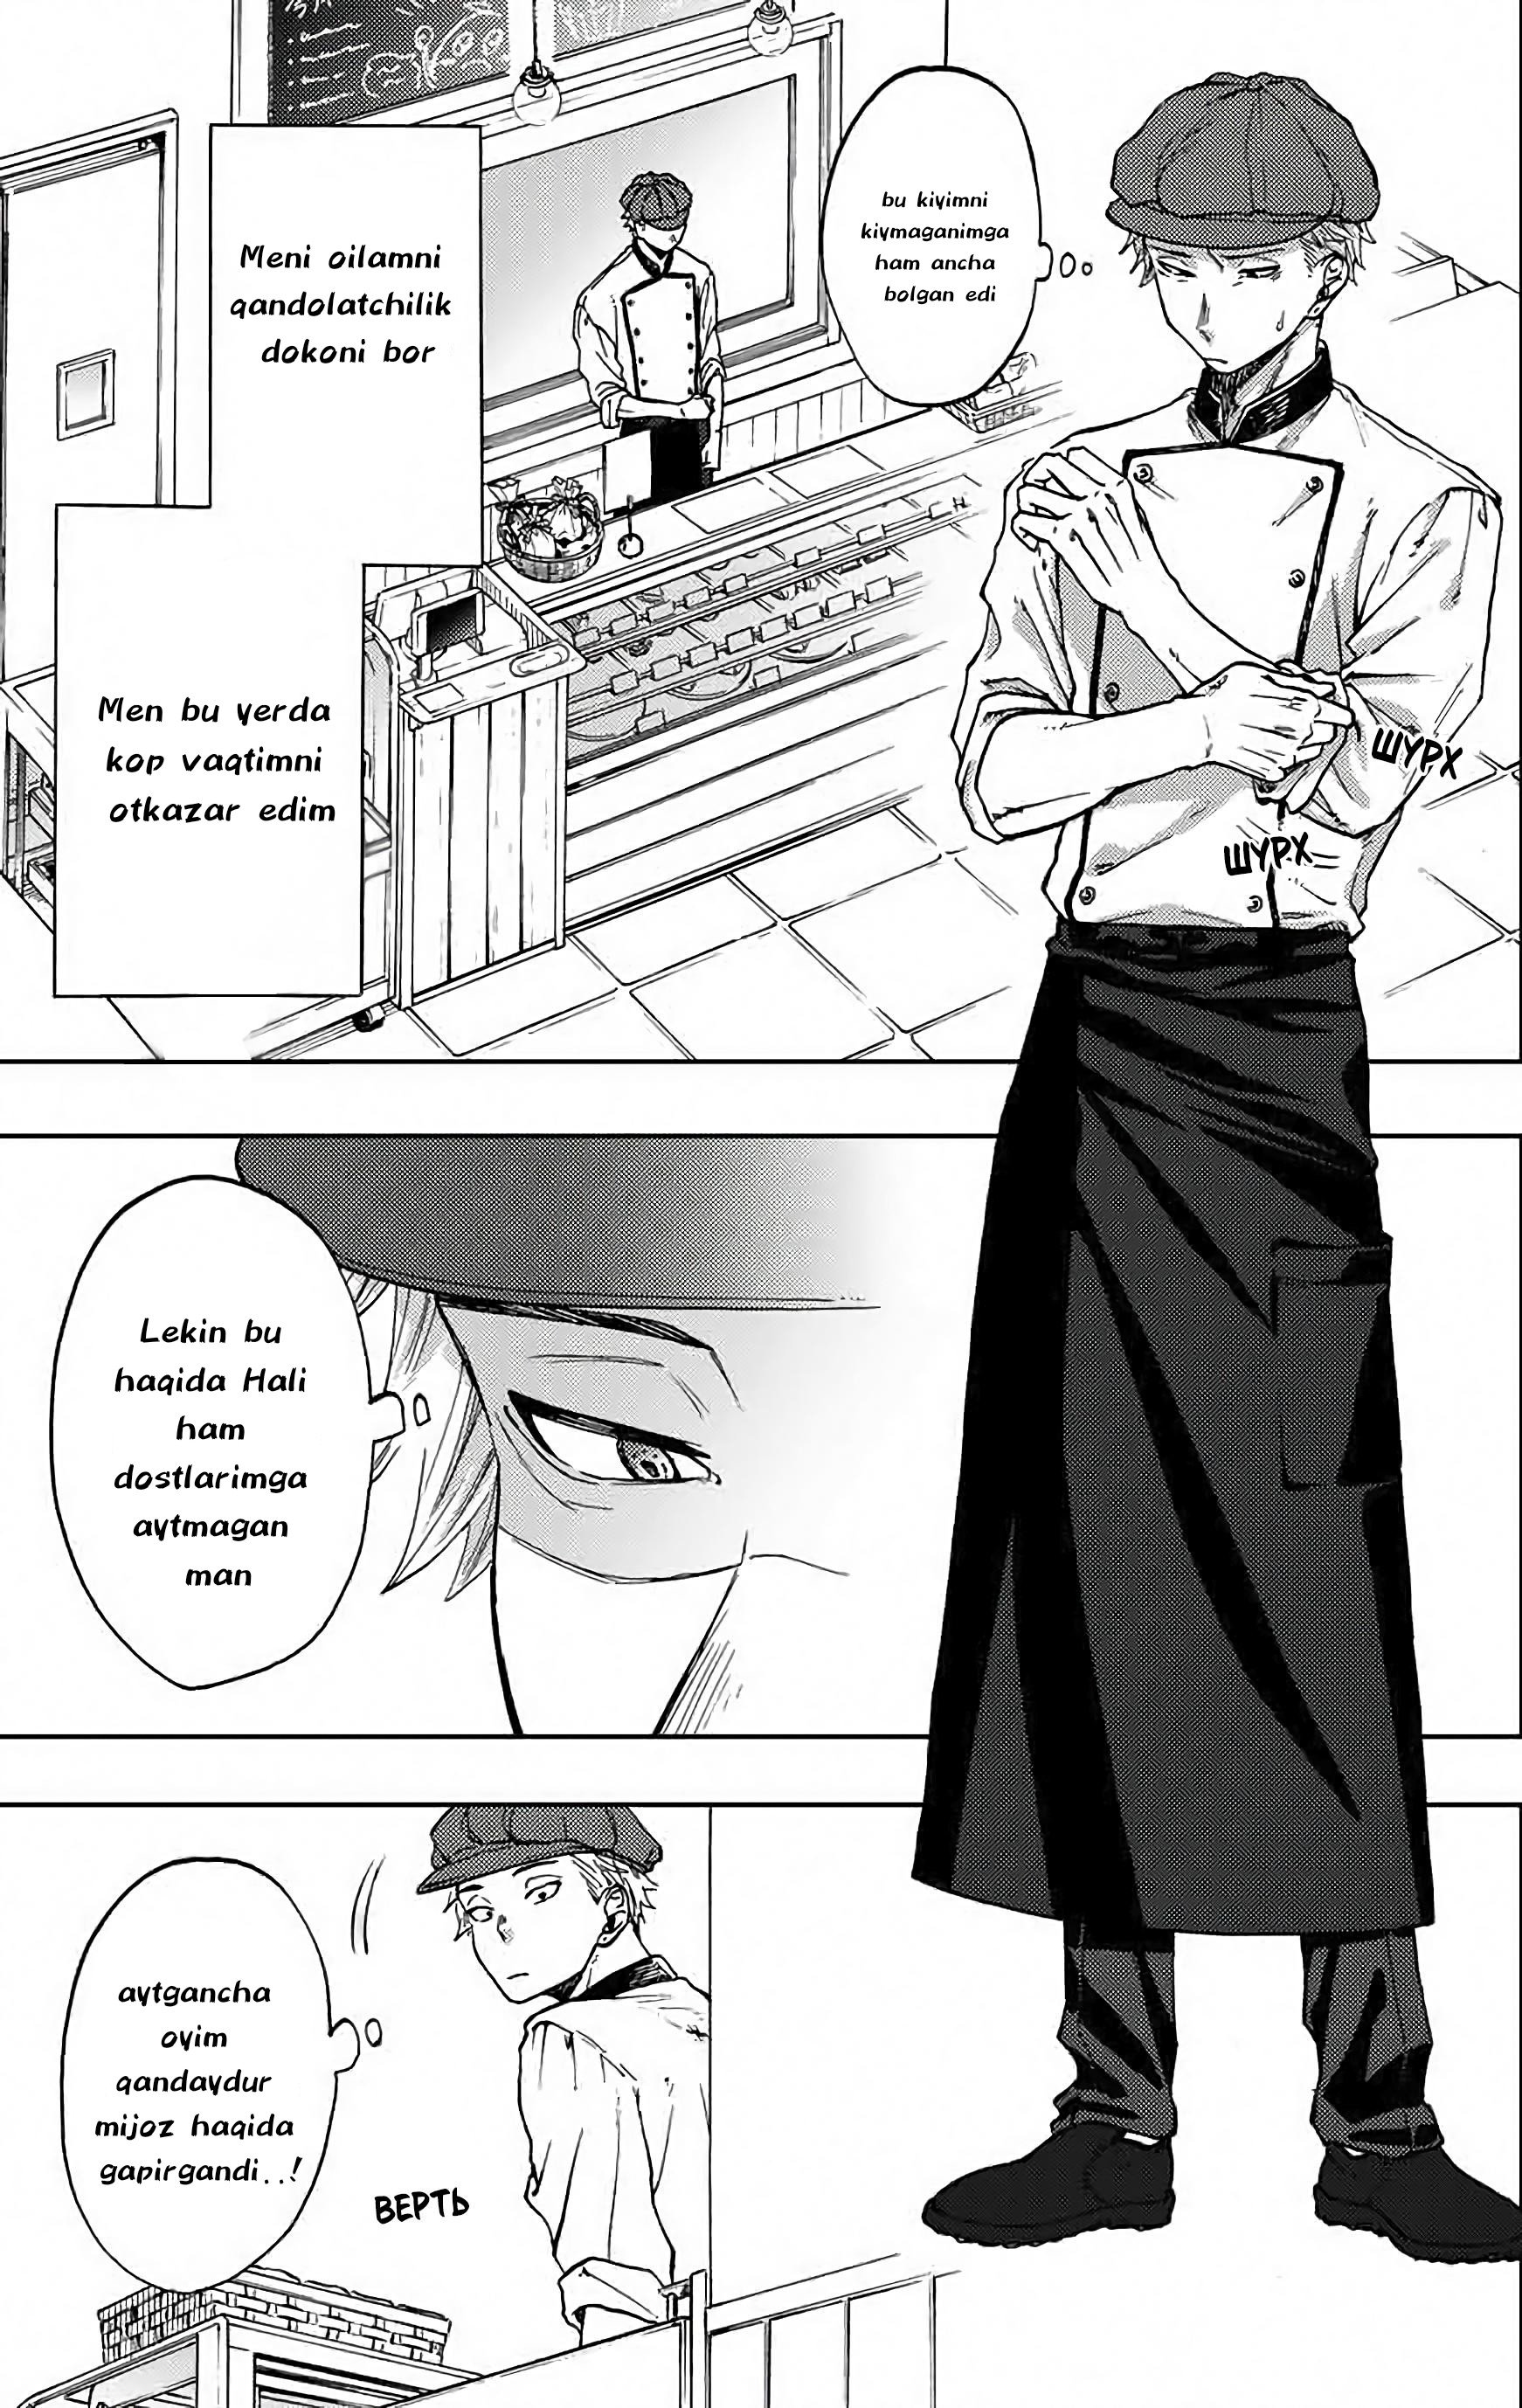 Meni oilamni
qandolatchilik
dokoni bor
bu kiyimni
kiymaganimga
ham ancha
bolgan edi
Men bu yerda
kop vaqtimni
otkazar edim
ШУРХ
ШУРХ
Lekin bu
haqida Hali
ham
dostlarimga
aytmagan
man
aytgancha
oyim
qandaydur
mijoz haqida
gapirgandi..!
ВЕРТЬ